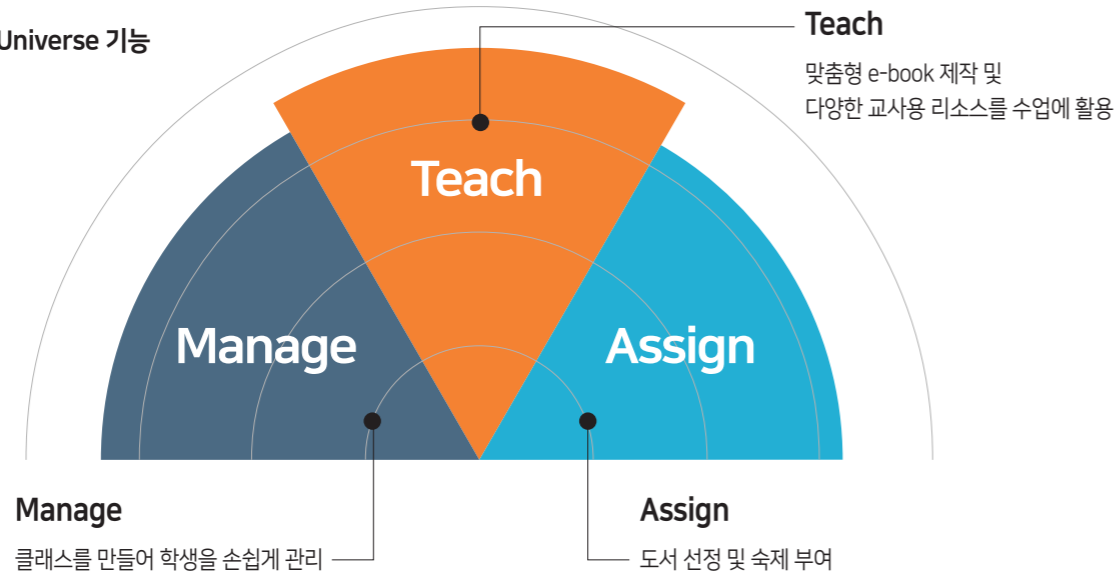 Universe 기능
Teach
맞춤형 e-book 제작 및
다양한 교사용 리소스를 수업에 활용
Teach
Manage
Assign
Manage
클래스를 만들어 학생을 손쉽게 관리
Assign
도서 선정 및 숙제 부여